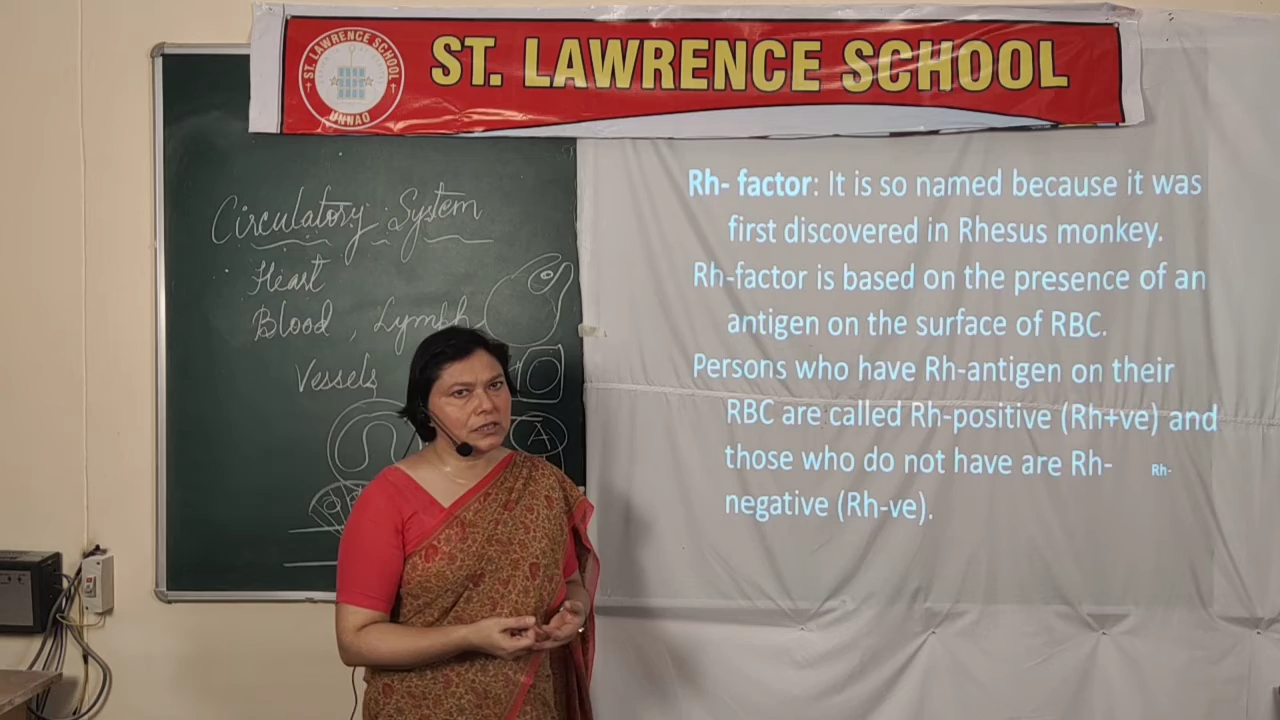 ST. LAWRENCE SCHOOL
ST. LAWRENCE SCHOOL
UNNAO
Circulatory System
Heart
Blood, Lymph
Vessels
A
Rh- factor: It is so named because it was
first discovered in Rhesus monkey.
Rh-factor is based on the presence of an
antigen on the surface of RBC.
Persons who have Rh-antigen on their
RBC are called Rh-positive (Rh+ve) and
those who do not have are Rh-
Rh-
negative (Rh-ve).